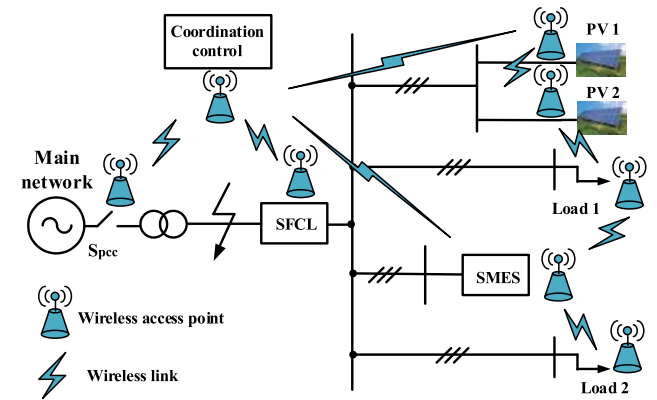 Coordination
control
PV 1
PV 2
Main
network
Spcc
SFCL
Load 1
SMES
Wireless access point
Wireless link
Load 2